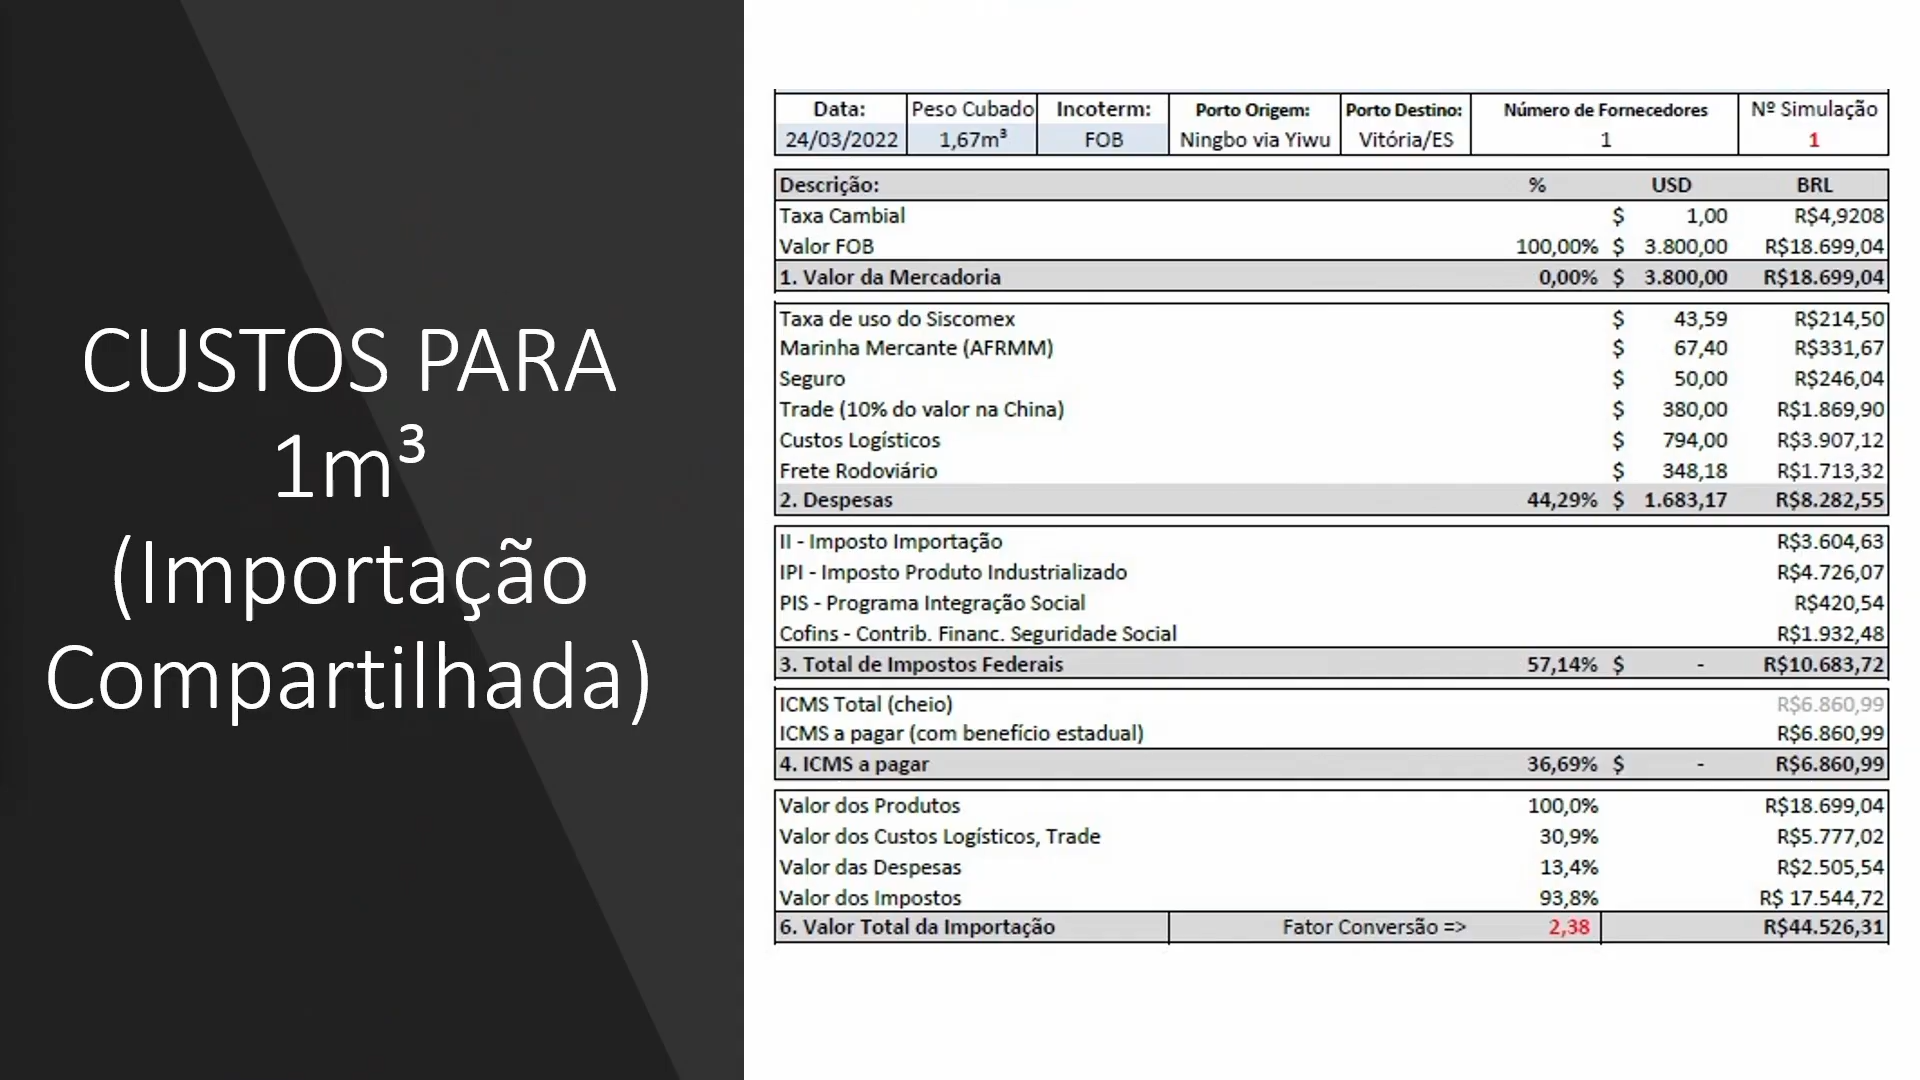 CUSTOS PARA
1m³
(Importação
Compartilhada)
Data: Peso Cubado Incoterm: Porto Origem: Porto Destino: Número de Fornecedores Nº Simulação
24/03/2022 1,67m³ FOB Ningbo via Yiwu Vitória/ES 1 1
Descrição: % USD BRL
Taxa Cambial $ 1,00 R$4,9208
Valor FOB 100,00% $ 3.800,00 R$18.699,04
1. Valor da Mercadoria 0,00% $ 3.800,00 R$18.699,04
Taxa de uso do Siscomex $ 43,59 R$214,50
Marinha Mercante (AFRMM) $ 67,40 R$331,67
Seguro $ 50,00 R$246,04
Trade (10% do valor na China) $ 380,00 R$1.869,90
Custos Logísticos $ 794,00 R$3.907,12
Frete Rodoviário $ 348,18 R$1.713,32
2. Despesas 44,29% $ 1.683,17 R$8.282,55
II - Imposto Importação R$3.604,63
IPI - Imposto Produto Industrializado R$4.726,07
PIS - Programa Integração Social R$420,54
Cofins - Contrib. Financ. Seguridade Social R$1.932,48
3. Total de Impostos Federais 57,14% $ - R$10.683,72
ICMS Total (cheio) R$6.860,99
ICMS a pagar (com benefício estadual) R$6.860,99
4. ICMS a pagar 36,69% $ - R$6.860,99
Valor dos Produtos 100,0% R$18.699,04
Valor dos Custos Logísticos, Trade 30,9% R$5.777,02
Valor das Despesas 13,4% R$2.505,54
Valor dos Impostos 93,8% R$ 17.544,72
6. Valor Total da Importação Fator Conversão => 2,38 R$44.526,31